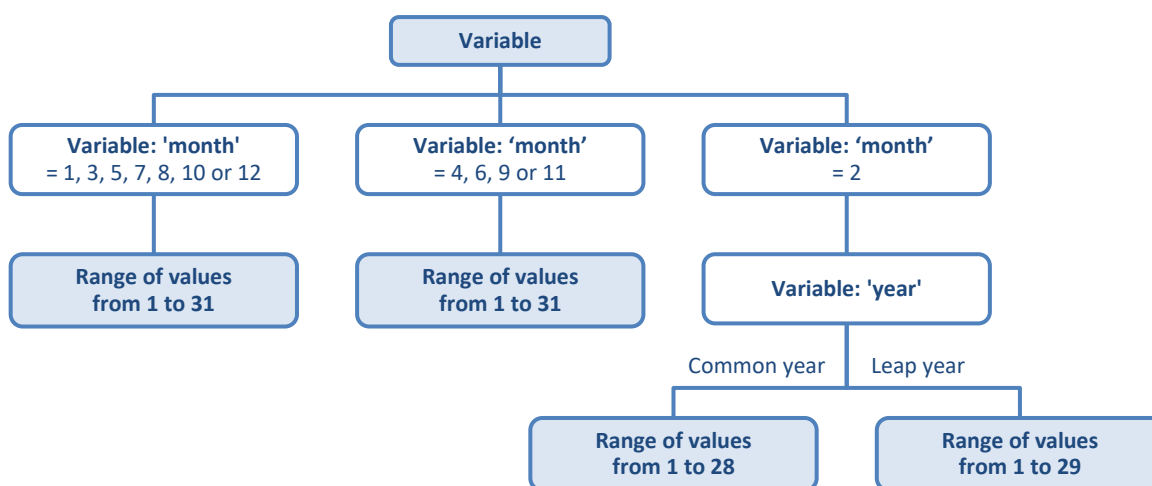 Variable
Variable: 'month'
= 1, 3, 5, 7, 8, 10 or 12
Variable: ‘month’
= 4, 6, 9 or 11
Variable: ‘month’
= 2
Range of values
from 1 to 31
Range of values
from 1 to 31
Variable: 'year'
Common year
Leap year
Range of values
from 1 to 28
Range of values
from 1 to 29